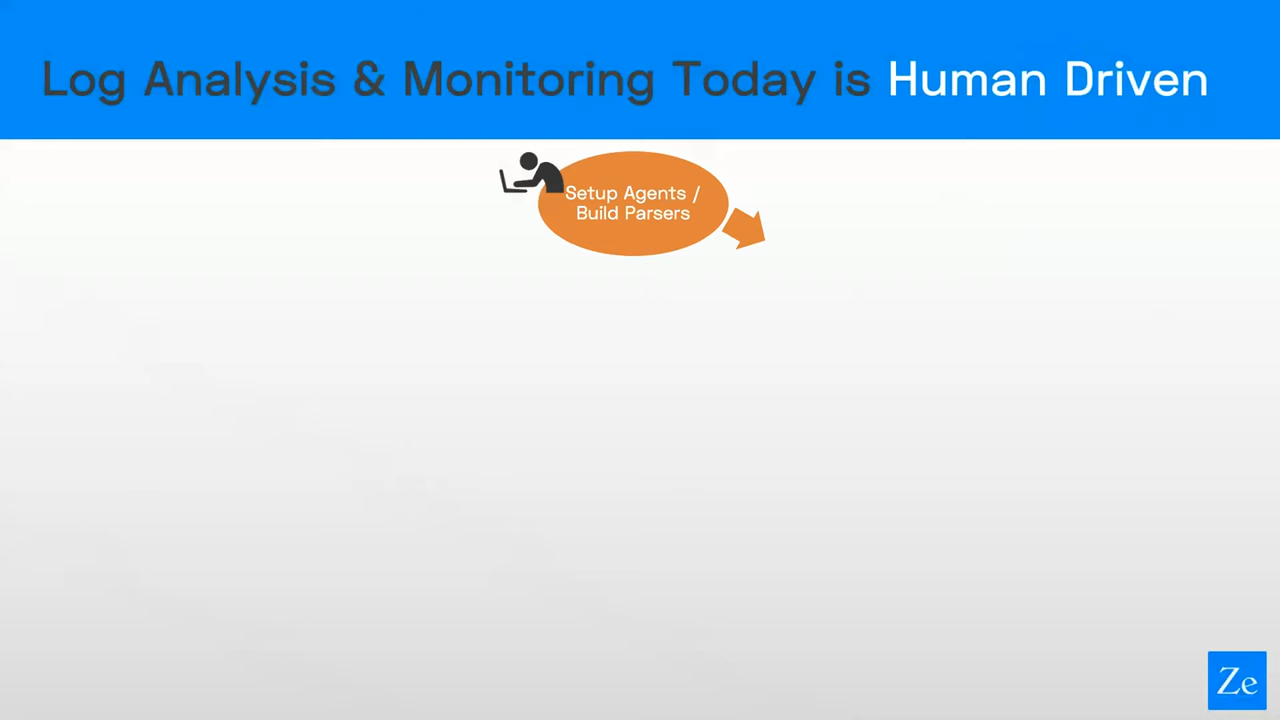 Log Analysis & Monitoring Today is Human Driven
Setup Agents /
Build Parsers
Ze